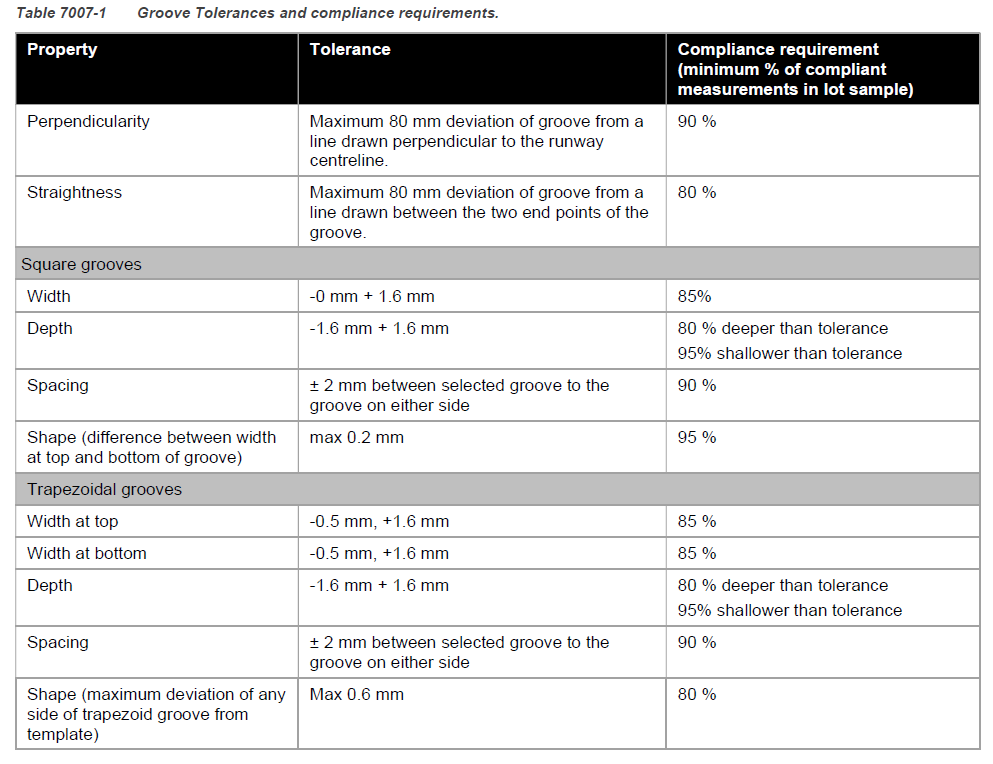 Table 7007-1 Groove Tolerances and compliance requirements.
Property
Tolerance
Compliance requirement
(minimum % of compliant
measurements in lot sample)
Perpendicularity
Maximum 80 mm deviation of groove from a
line drawn perpendicular to the runway
centreline.
90 %
Straightness
Maximum 80 mm deviation of groove from a
line drawn between the two end points of the
groove.
80 %
Square grooves
Width
-0 mm + 1.6 mm
85%
Depth
-1.6 mm + 1.6 mm
80 % deeper than tolerance
95% shallower than tolerance
Spacing
± 2 mm between selected groove to the
groove on either side
90 %
Shape (difference between width
at top and bottom of groove)
max 0.2 mm
95 %
Trapezoidal grooves
Width at top
-0.5 mm, +1.6 mm
85 %
Width at bottom
-0.5 mm, +1.6 mm
85 %
Depth
-1.6 mm + 1.6 mm
80 % deeper than tolerance
95% shallower than tolerance
Spacing
± 2 mm between selected groove to the
groove on either side
90 %
Shape (maximum deviation of any
side of trapezoid groove from
template)
Max 0.6 mm
80 %